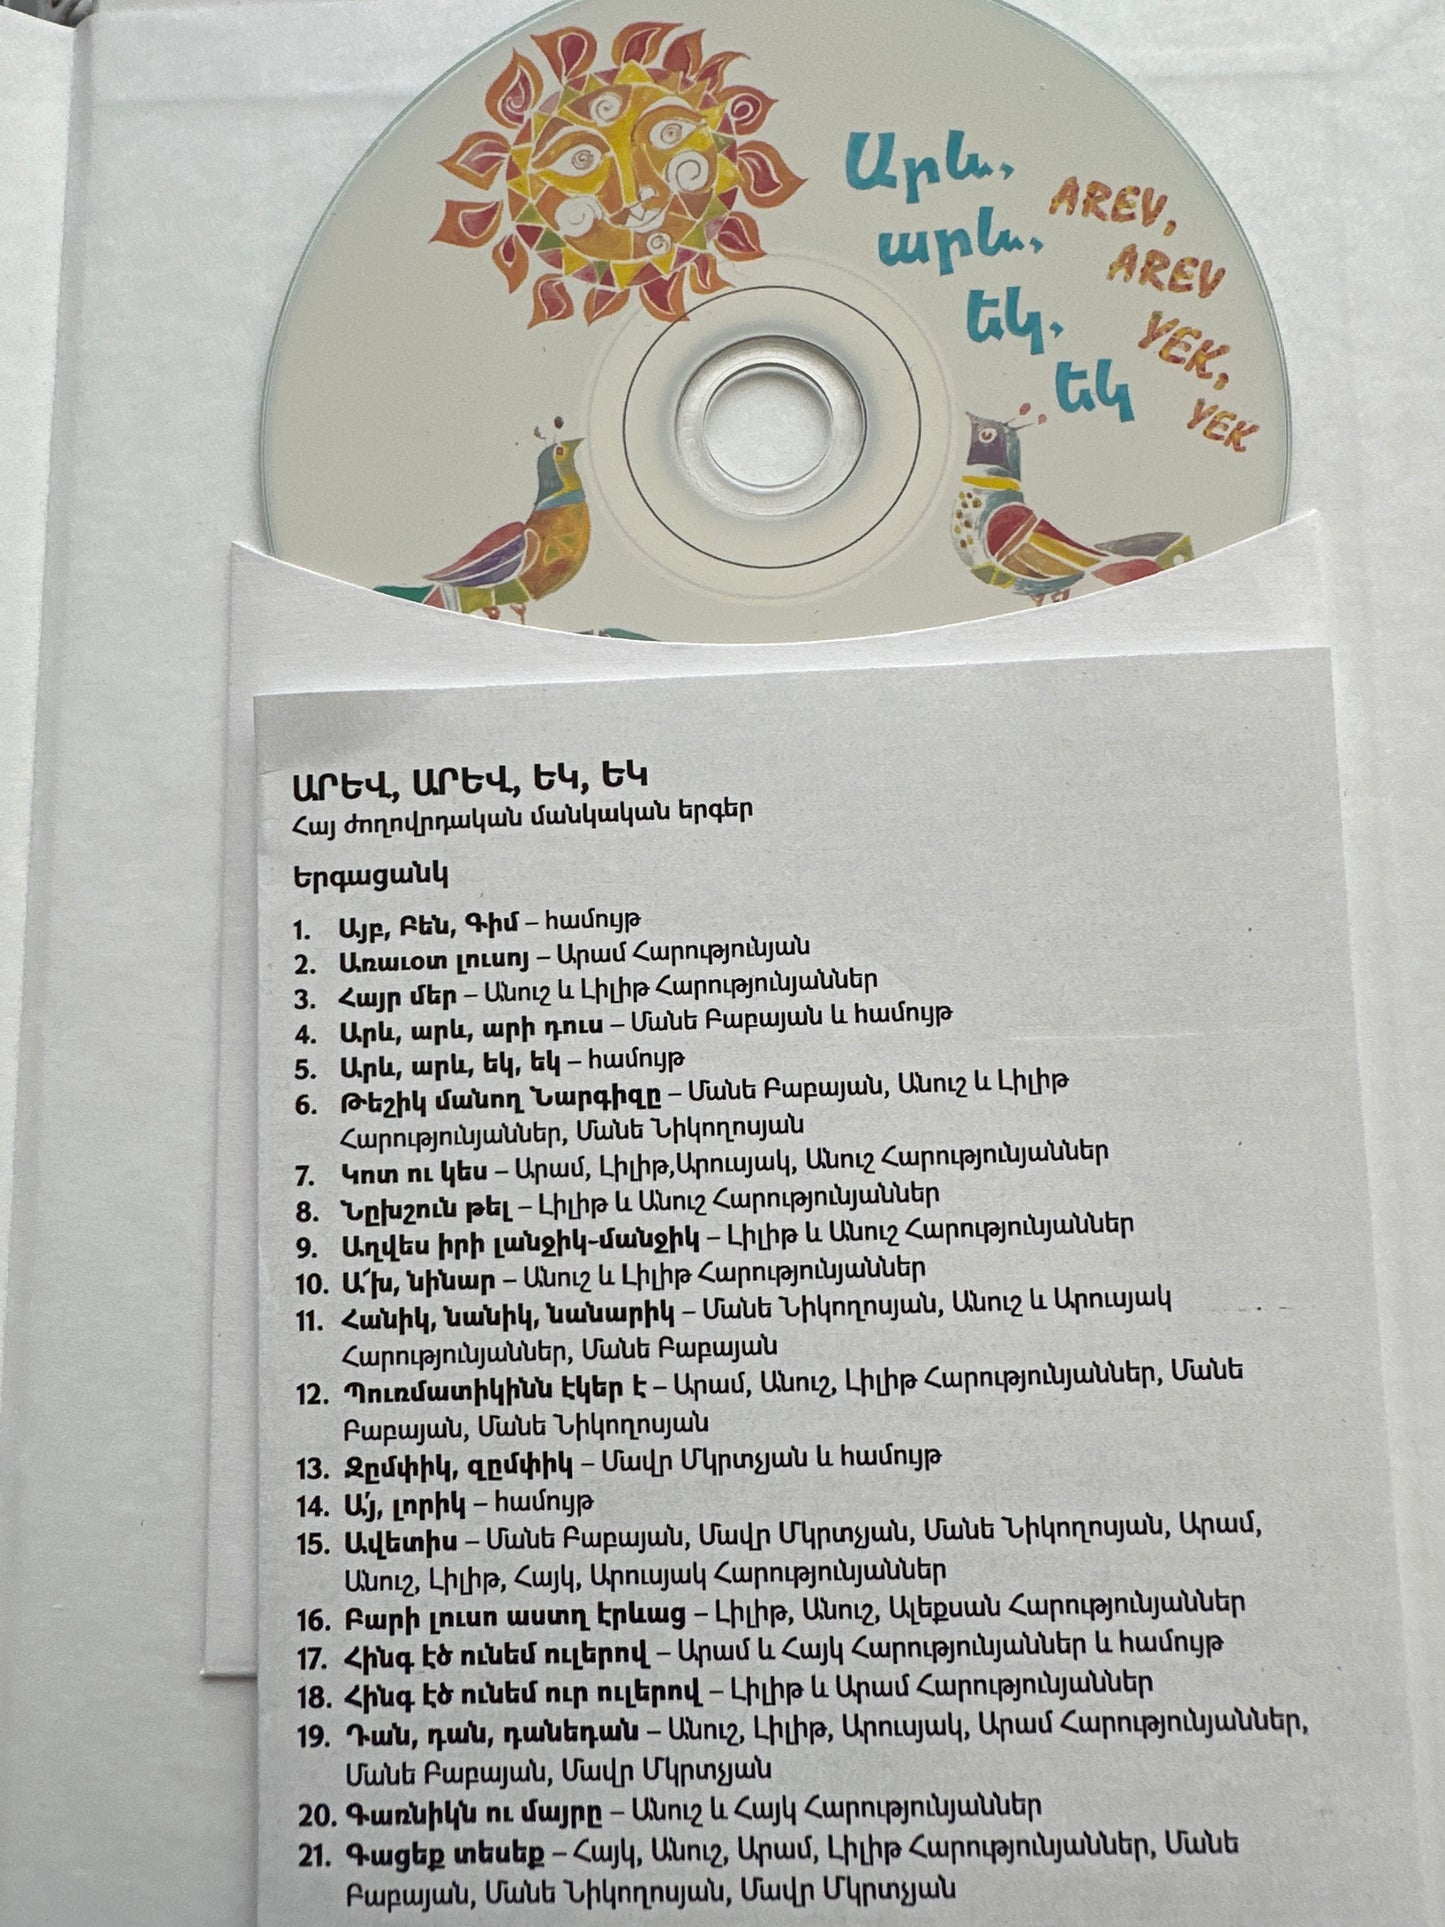 Արև,
արև,
եկ,
եկ
AREV,
AREV
YEK,
YEK
ԱՐԵՎ, ԱՐԵՎ, ԵԿ, ԵԿ
Հայ ժողովրդական մանկական երգեր
Երգացանկ
1. Այբ, Բեն, Գիմ – համույթ
2. Առաւօտ լուսոյ – Արամ Հարությունյան
3. Հայր մեր – Անուշ և Լիլիթ Հարությունյաններ
4. Արև, արև, արի դուս – Մանե Բաբայան և համույթ
5. Արև, արև, եկ, եկ – համույթ
6. Թեշիկ մանող Նարգիզը – Մանե Բաբայան, Անուշ և Լիլիթ
Հարությունյաններ, Մանե Նիկողոսյան
7. Կոտ ու կես – Արամ, Լիլիթ,Արուսյակ, Անուշ Հարությունյաններ
8. Նըխշուն թել – Լիլիթ և Անուշ Հարությունյաններ
9. Աղվես իրի լանջիկ-մանջիկ – Լիլիթ և Անուշ Հարությունյաններ
10. Ա՜խ, նինար – Անուշ և Լիլիթ Հարությունյաններ
11. Հանիկ, նանիկ, նանարիկ – Մանե Նիկողոսյան, Անուշ և Արուսյակ
Հարությունյաններ, Մանե Բաբայան
12. Պուռմատիկինն էկեր է – Արամ, Անուշ, Լիլիթ Հարությունյաններ, Մանե
Բաբայան, Մանե Նիկողոսյան
13. Զըմփիկ, զըմփիկ – Մավր Մկրտչյան և համույթ
14. Ա՛յ, լորիկ – համույթ
15. Ավետիս – Մանե Բաբայան, Մավր Մկրտչյան, Մանե Նիկողոսյան, Արամ,
Անուշ, Լիլիթ, Հայկ, Արուսյակ Հարությունյաններ
16. Բարի լուսո աստղ էրևաց – Լիլիթ, Անուշ, Ալեքսան Հարությունյաններ
17. Հինգ էծ ունեմ ուլերով – Արամ և Հայկ Հարությունյաններ և համույթ
18. Հինգ էծ ունեմ ուր ուլերով – Լիլիթ և Արամ Հարությունյաններ
19. Դան, դան, դանեդան – Անուշ, Լիլիթ, Արուսյակ, Արամ Հարությունյաններ,
Մանե Բաբայան, Մավր Մկրտչյան
20. Գառնիկն ու մայրը – Անուշ և Հայկ Հարությունյաններ
21. Գացեք տեսեք – Հայկ, Անուշ, Արամ, Լիլիթ Հարությունյաններ, Մանե
Բաբայան, Մանե Նիկողոսյան, Մավր Մկրտչյան